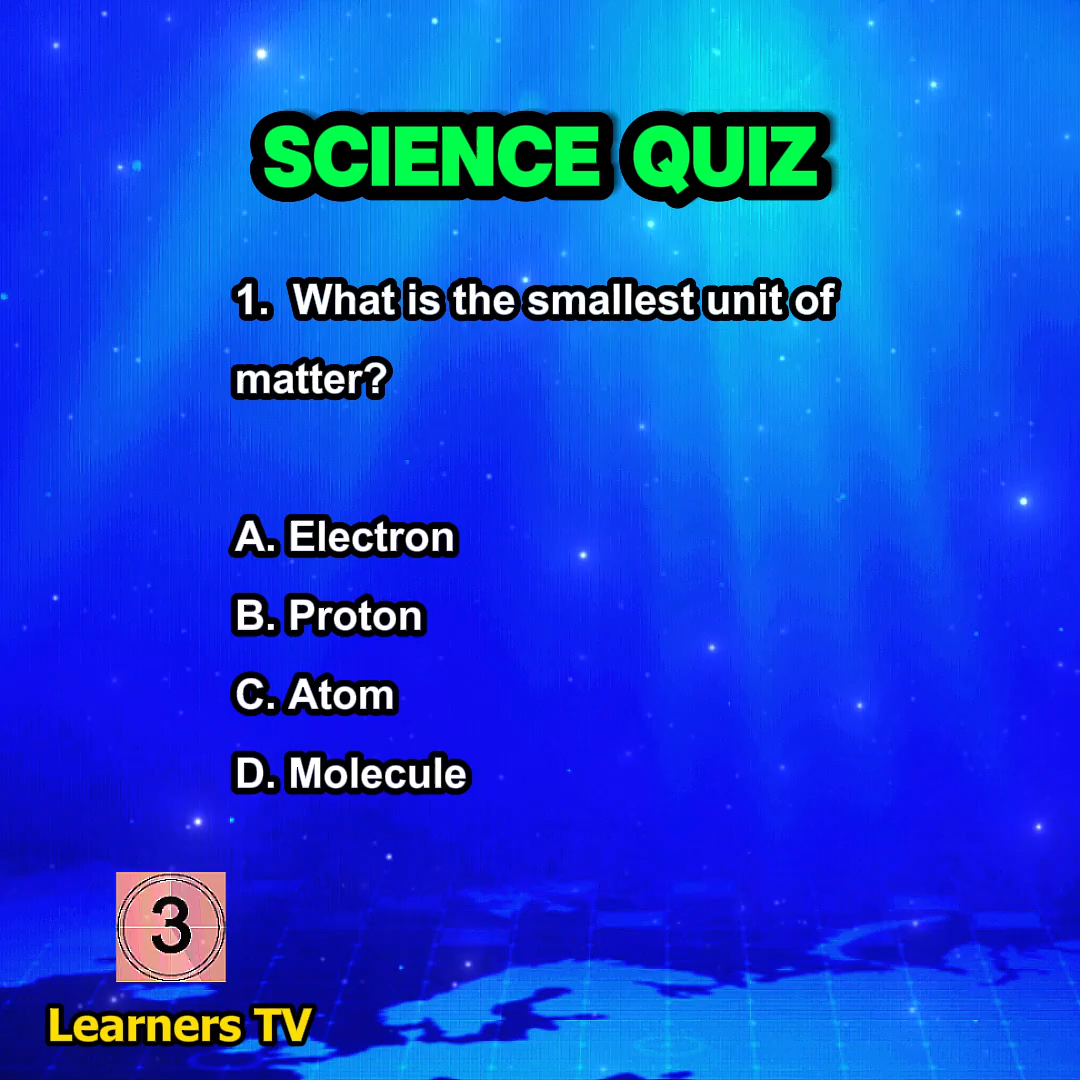 SCIENCE QUIZ
1. What is the smallest unit of
matter?
A. Electron
B. Proton
C. Atom
D. Molecule
3
Learners TV